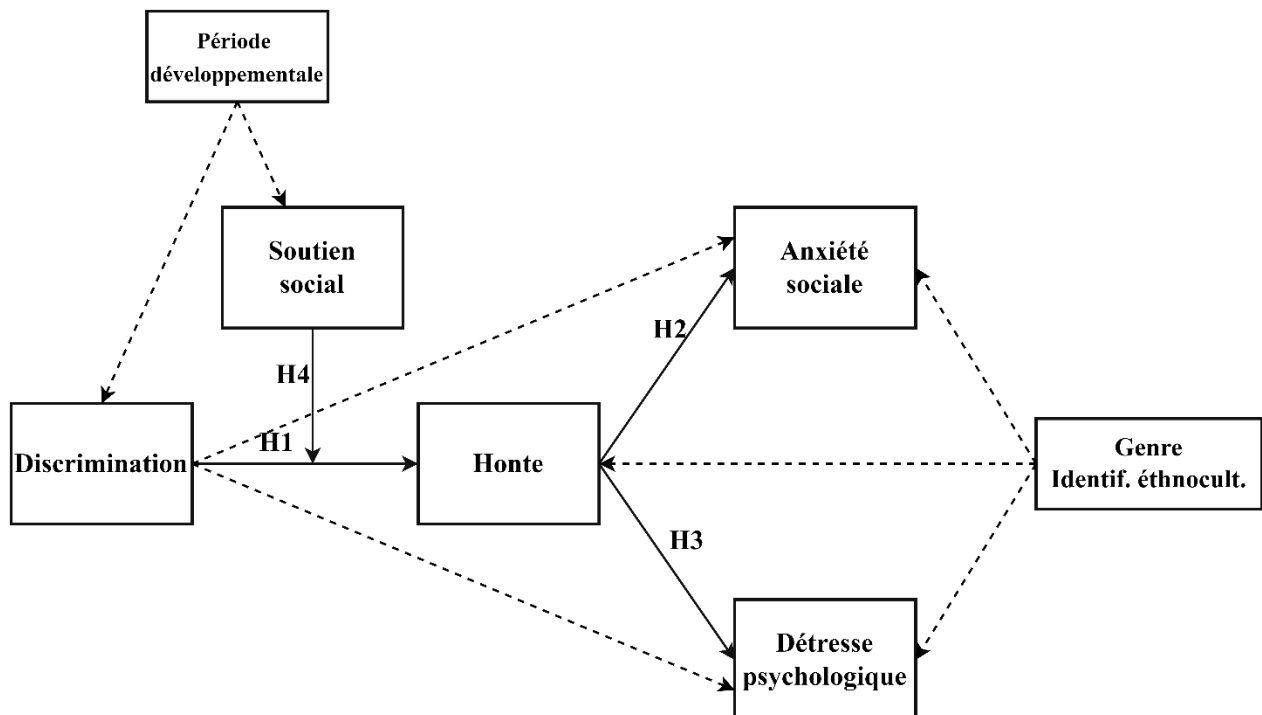 Période
développementale
Soutien
social
Anxiété
sociale
H2
H4
H1
Discrimination
Honte
Genre
Identif. éthnocult.
H3
Détresse
psychologique